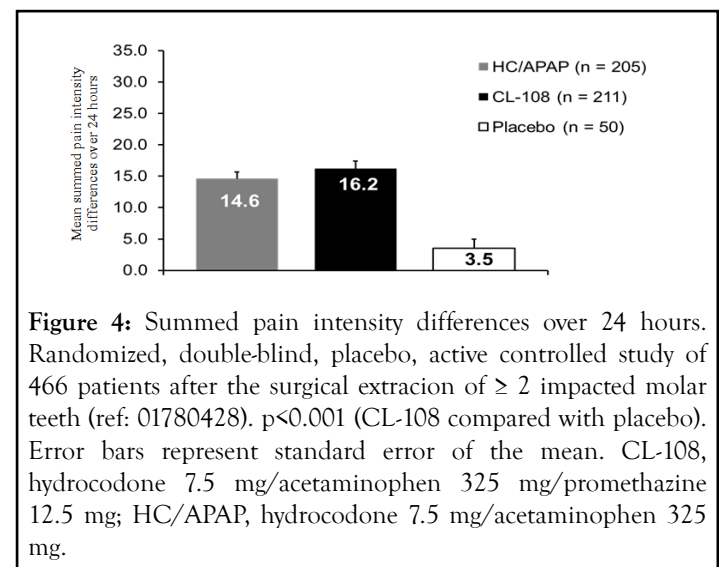 Mean summed pain intensity
differences over 24 hours
35.0
30.0
25.0
20.0
15.0
10.0
5.0
0.0
14.6
16.2
3.5
HC/APAP (n = 205)
CL-108 (n = 211)
Placebo (n = 50)
Figure 4: Summed pain intensity differences over 24 hours.
Randomized, double-blind, placebo, active controlled study of
466 patients after the surgical extracion of ≥ 2 impacted molar
teeth (ref: 01780428). p<0.001 (CL-108 compared with placebo).
Error bars represent standard error of the mean. CL-108,
hydrocodone 7.5 mg/acetaminophen 325 mg/promethazine
12.5 mg; HC/APAP, hydrocodone 7.5 mg/acetaminophen 325
mg.